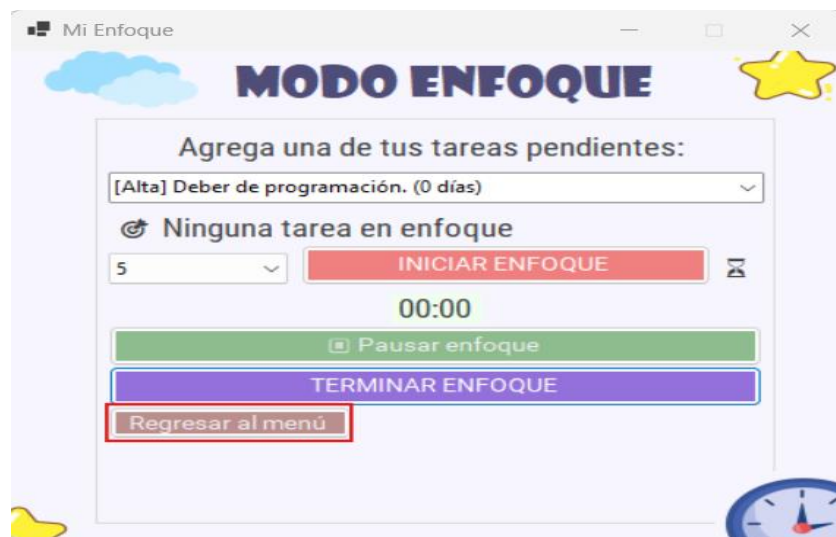 Mi Enfoque
MODO ENFOQUE
Agrega una de tus tareas pendientes:
[Alta] Deber de programación. (0 días)
Ninguna tarea en enfoque
5
INICIAR ENFOQUE
00:00
Pausar enfoque
TERMINAR ENFOQUE
Regresar al menú